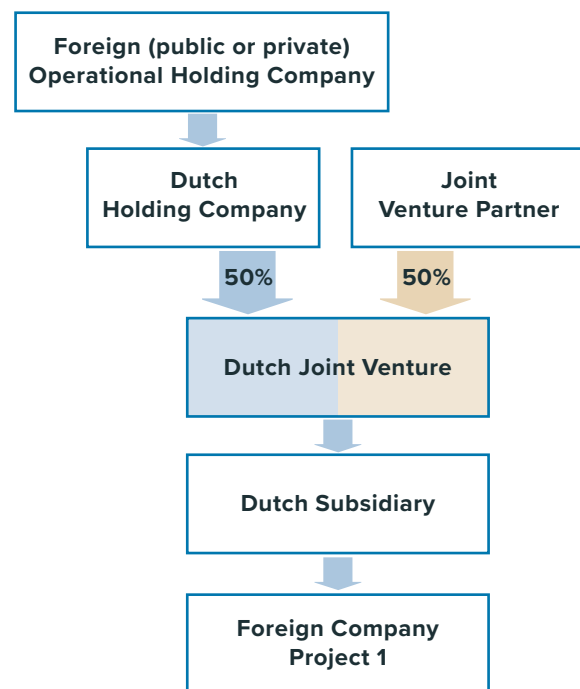 Foreign (public or private)
Operational Holding Company
Dutch
Holding Company
Joint
Venture Partner
50%
50%
Dutch Joint Venture
Dutch Subsidiary
Foreign Company
Project 1